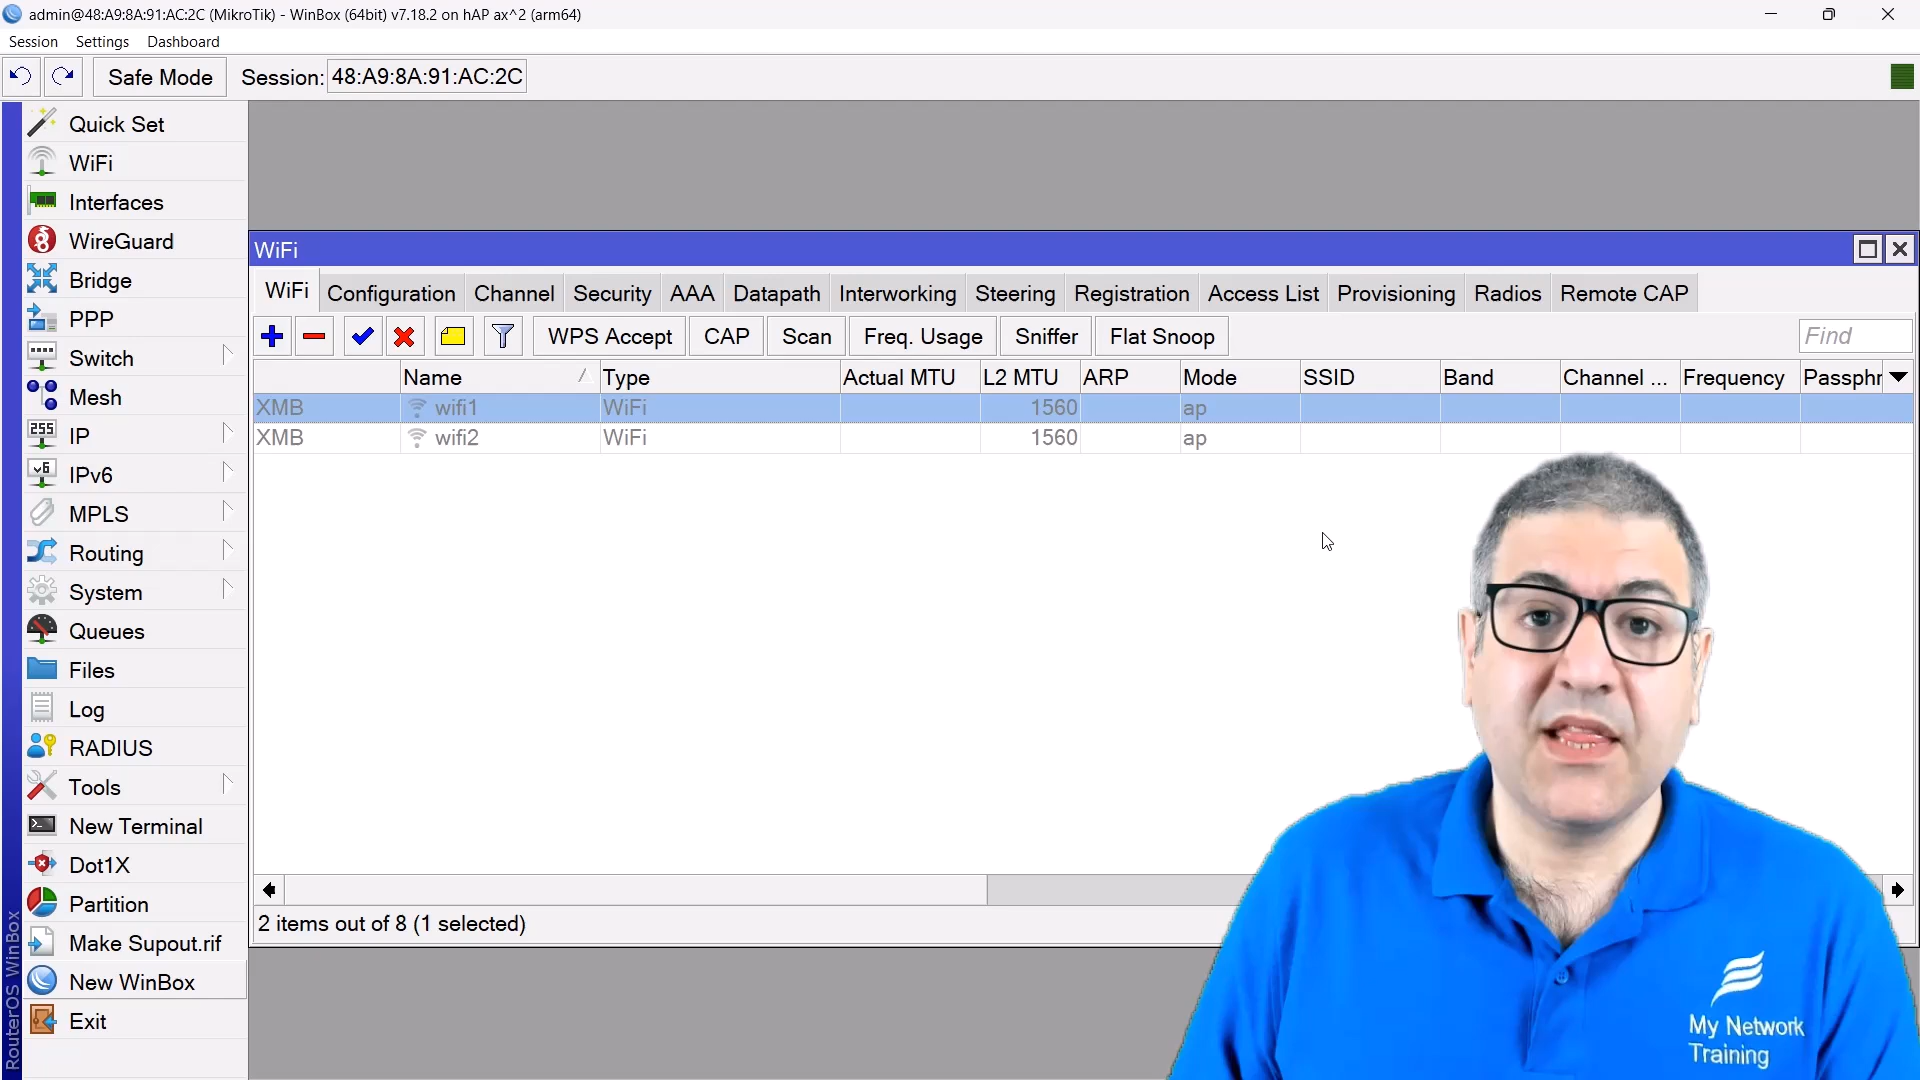 admin@48:A9:8A:91:AC:2C (MikroTik) - WinBox (64bit) v7.18.2 on hAP ax^2 (arm64)
Session Settings Dashboard
Safe Mode Session: 48:A9:8A:91:AC:2C
Quick Set
WiFi
Interfaces
WireGuard
Bridge
PPP
Switch
Mesh
255 IP
v6 IPv6
MPLS
Routing
System
Queues
Files
Log
RADIUS
Tools
New Terminal
Dot1X
Partition
Make Supout.rif
New WinBox
Exit
RouterOS WinBox
WiFi
WiFi Configuration Channel Security AAA Datapath Interworking Steering Registration Access List Provisioning Radios Remote CAP
WPS Accept CAP Scan Freq. Usage Sniffer Flat Snoop Find
Name Type Actual MTU L2 MTU ARP Mode SSID Band Channel ... Frequency Passphr
XMB wifi1 WiFi 1560 ap
XMB wifi2 WiFi 1560 ap
2 items out of 8 (1 selected)
My Network
Training